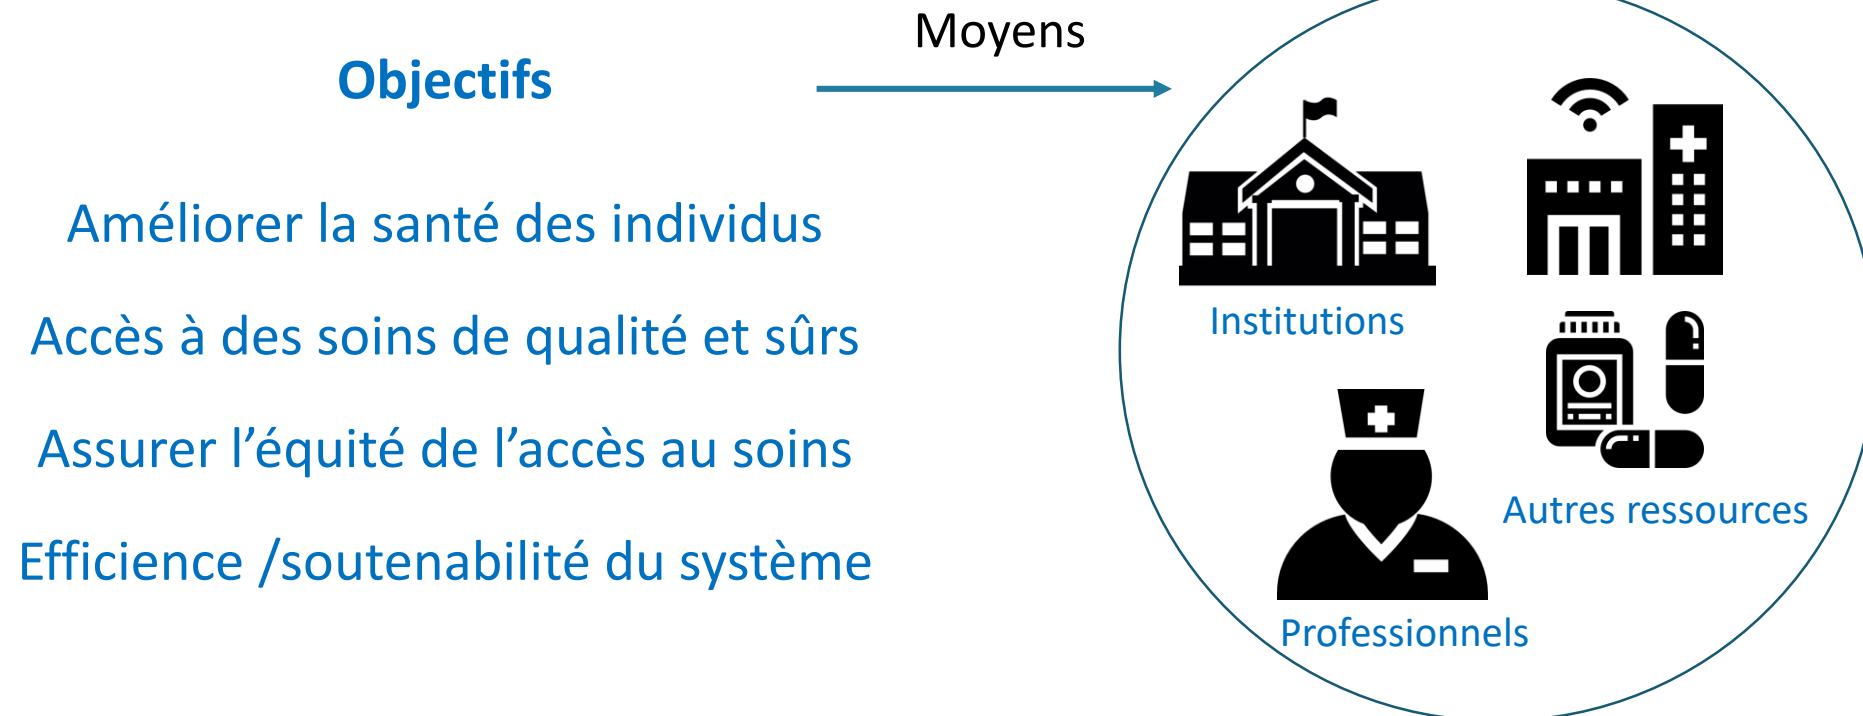 Objectifs
Moyens
Améliorer la santé des individus
Accès à des soins de qualité et sûrs
Assurer l’équité de l’accès au soins
Efficience /soutenabilité du système
Institutions
Autres ressources
Professionnels